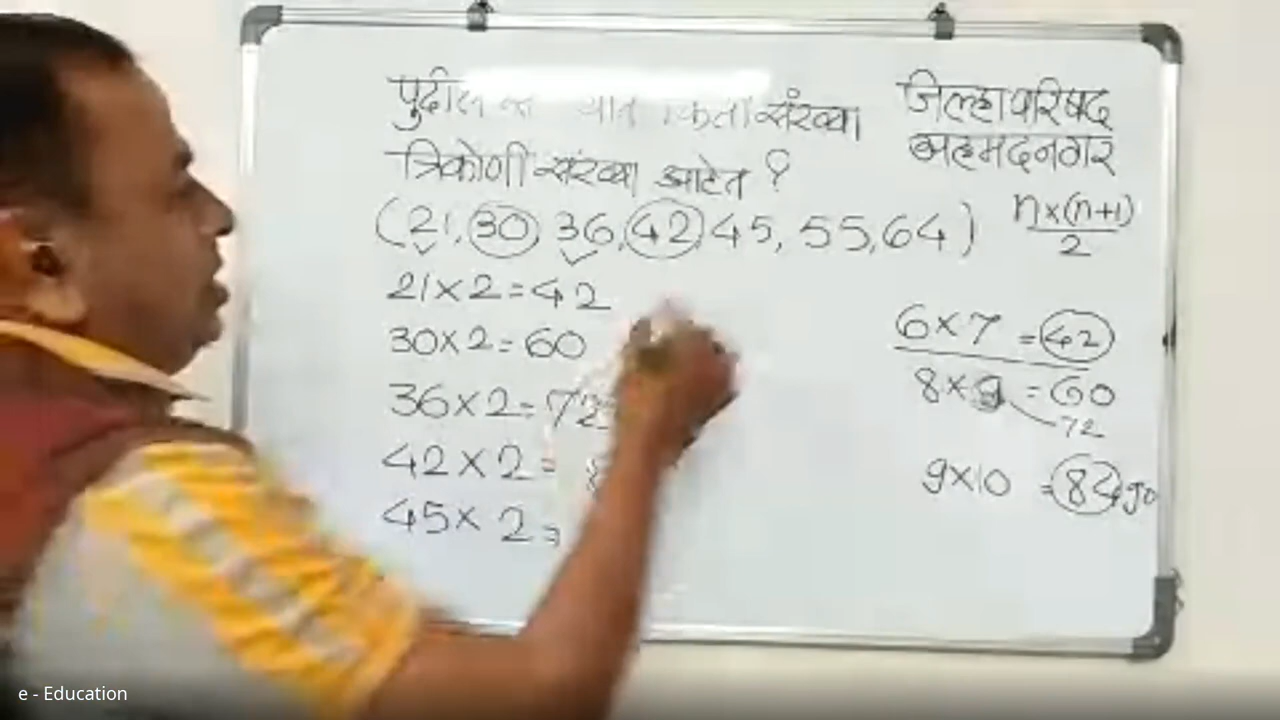 संख्या
त्रिकोणी संख्या आहेत ?
(21, 30 36, 42 45, 55, 64)
21×2=42
30×2=60
36×2=72
42×2=
45×2=
जिल्हा परिषद
अहमदनगर
n×(n+1)
2
6×7 =42
8×9 =60
72
9×10 =84 90
e - Education